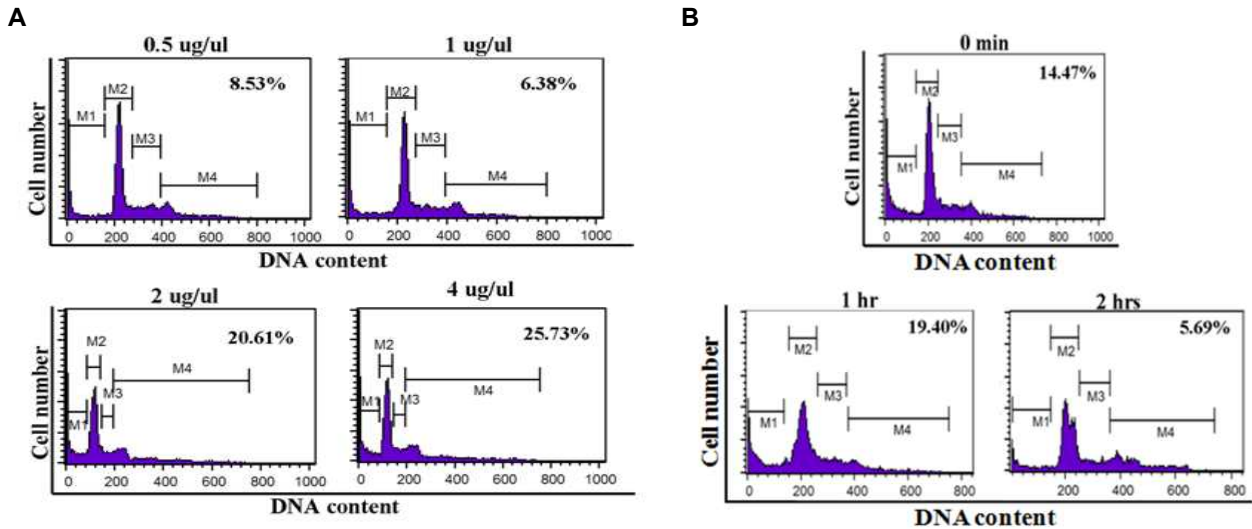 A
B
0.5 ug/ul
1 ug/ul
8.53%
6.38%
M1
M2
M3
M4
M1
M2
M3
M4
Cell number
0 200 400 600 800 1000
0 200 400 600 800 1000
DNA content
2 ug/ul
4 ug/ul
20.61%
25.73%
M2
M4
M1
M3
M2
M4
M1
M3
Cell number
0 200 400 600 800 1000
0 200 400 600 800 1000
DNA content
0 min
14.47%
M2
M3
M1
M4
Cell number
0 200 400 600 800 1000
DNA content
1 hr
2 hrs
19.40%
5.69%
M2
M3
M1
M4
M2
M3
M1
M4
Cell number
0 200 400 600 800
200 400 600 800
DNA content